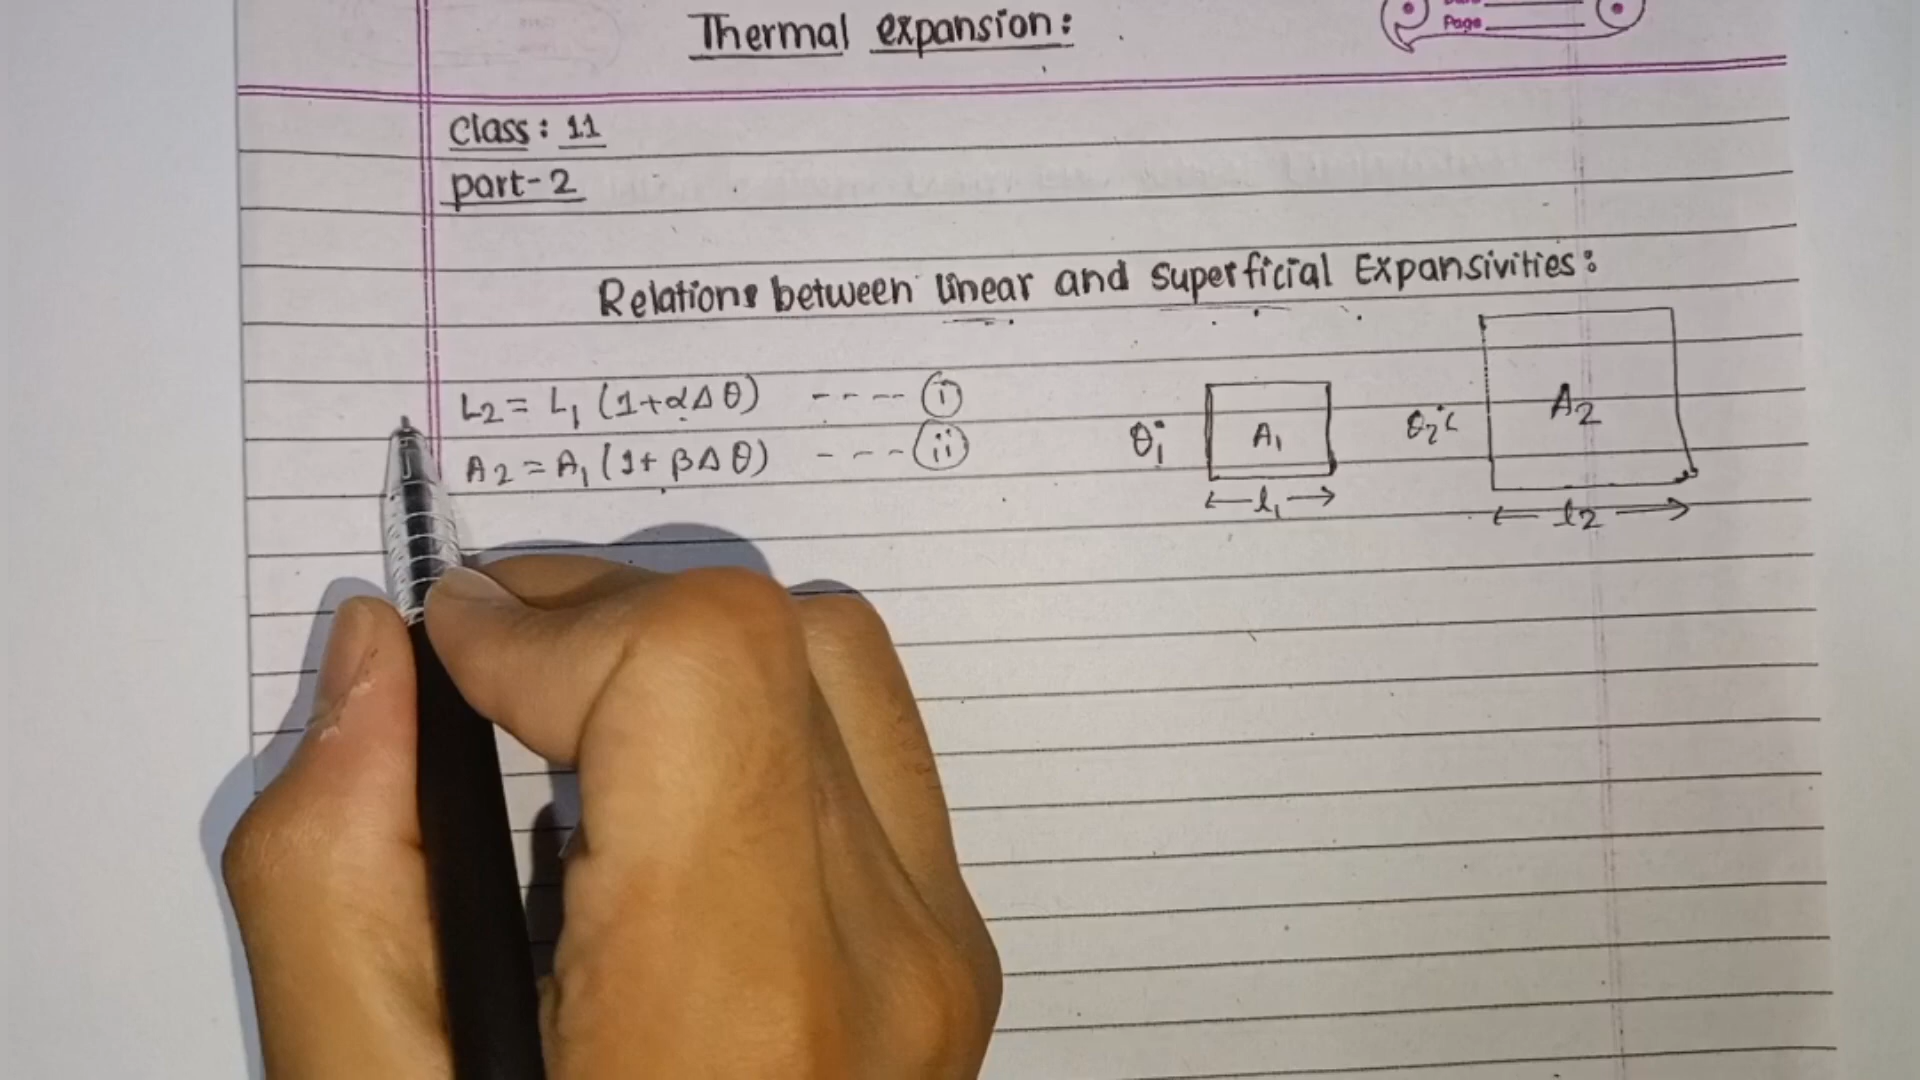 Thermal expansion:
Page
Class: 11
part-2
Relations between linear and superficial Expansivities:
L2 = L1 (1+αΔθ) ---- (i)
A2 = A1 (1+ βΔθ) ---(ii)
θ1 A1
l1
θ2 A2
l2